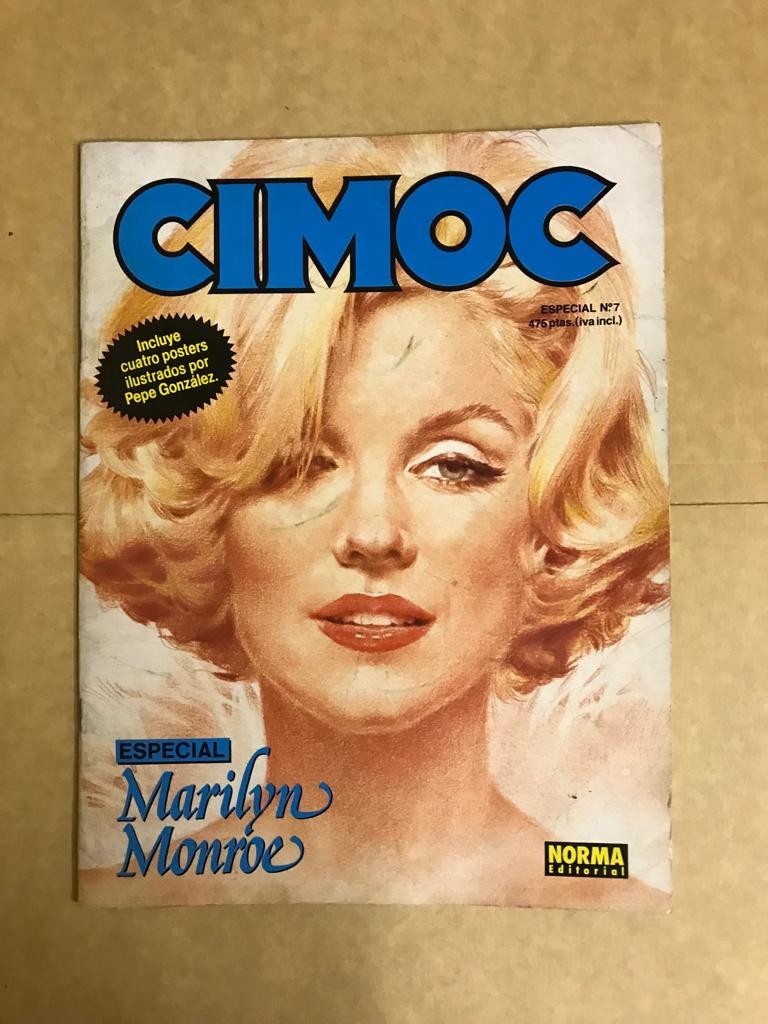 CIMOC
ESPECIAL Nº7
475 ptas.(iva incl.)
Incluye
cuatro posters
ilustrados por
Pepe González.
ESPECIAL
Marilyn
Monroe
NORMA
Editorial